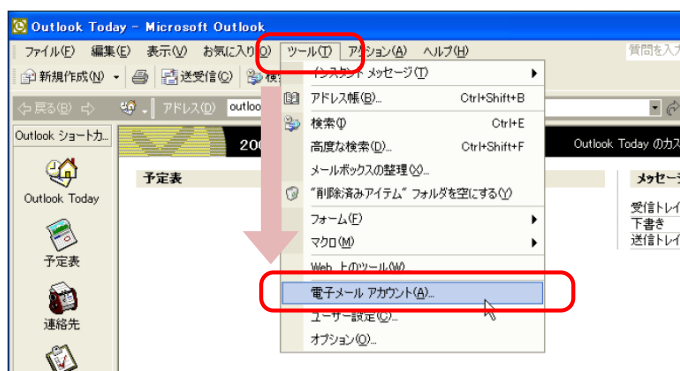 Outlook Today - Microsoft Outlook
ファイル(F) 編集(E) 表示(V) お気に入り(O) ツール(T) アクション(A) ヘルプ(H) 質問を入力
新規作成(N) 送受信(C)
インスタント メッセージ(T)
戻る(B) アドレス(D) outloo
アドレス帳(B)... Ctrl+Shift+B
検索(I) Ctrl+E
高度な検索(D)... Ctrl+Shift+F
メールボックスの整理(X)...
"削除済みアイテム" フォルダを空にする(Y)
フォーム(F)
マクロ(M)
Web 上のツール(W)...
電子メール アカウント(A)...
ユーザー設定(C)...
オプション(O)...
Outlook ショートカ...
Outlook Today
予定表
連絡先
200
Outlook Today のカス
予定表
メッセージ
受信トレイ
下書き
送信トレイ